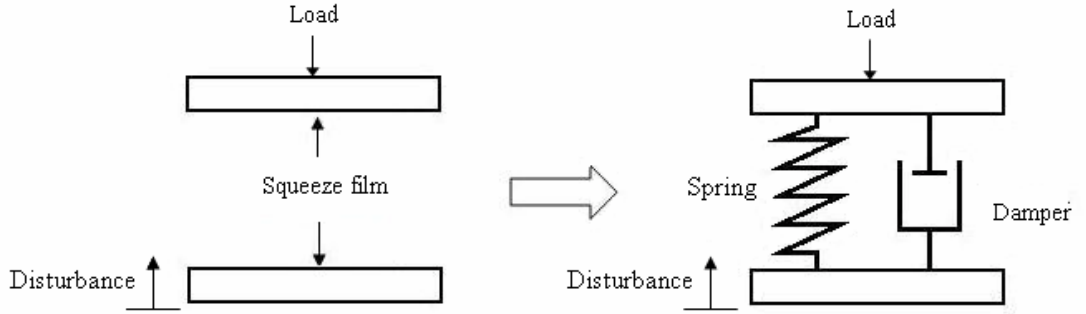 Load
Squeeze film
Disturbance
Load
Spring
Damper
Disturbance